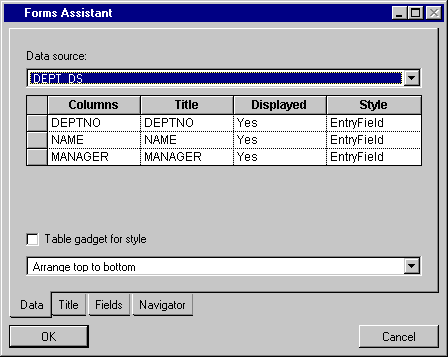 Forms Assistant
Data source:
DEPT_DS
Columns Title Displayed Style
DEPTNO DEPTNO Yes EntryField
NAME NAME Yes EntryField
MANAGER MANAGER Yes EntryField
Table gadget for style
Arrange top to bottom
Data Title Fields Navigator
OK Cancel